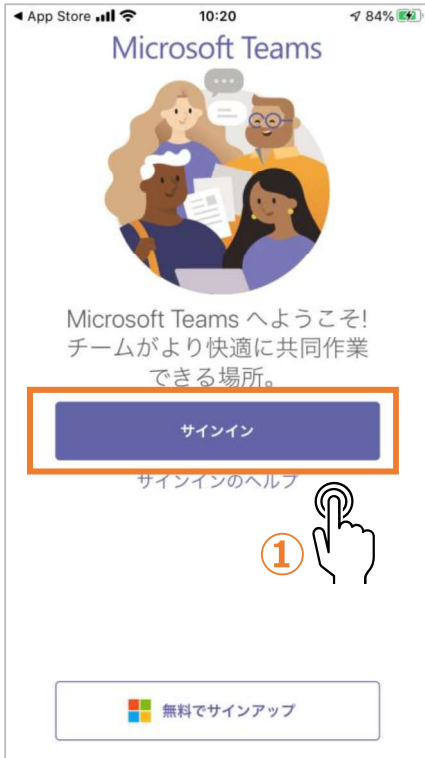 ◀ App Store 10:20 84%
Microsoft Teams
Microsoft Teams へようこそ!
チームがより快適に共同作業
できる場所。
サインイン
サインインのヘルプ
①
無料でサインアップ